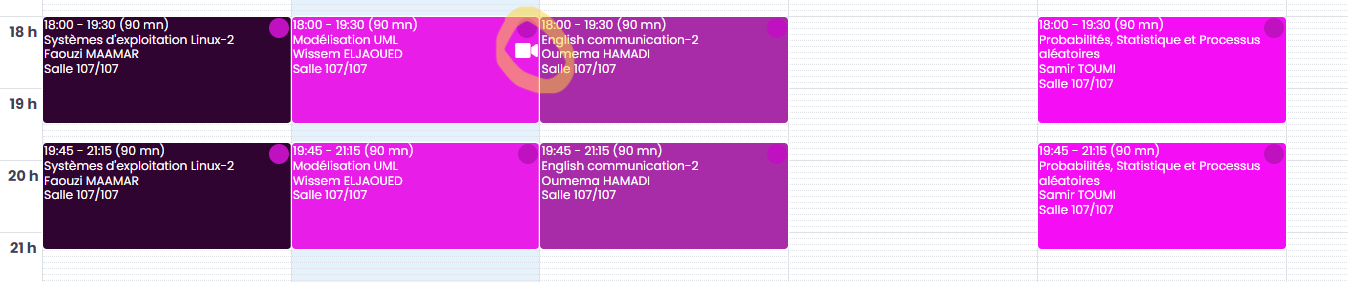 18 h
19 h
20 h
21 h
18:00 - 19:30 (90 mn)
Systèmes d'exploitation Linux-2
Faouzi MAAMAR
Salle 107/107
18:00 - 19:30 (90 mn)
Modélisation UML
Wissem ELJAOUED
Salle 107/107
18:00 - 19:30 (90 mn)
English communication-2
Oumema HAMADI
Salle 107/107
18:00 - 19:30 (90 mn)
Probabilités, Statistique et Processus
aléatoires
Samir TOUMI
Salle 107/107
19:45 - 21:15 (90 mn)
Systèmes d'exploitation Linux-2
Faouzi MAAMAR
Salle 107/107
19:45 - 21:15 (90 mn)
Modélisation UML
Wissem ELJAOUED
Salle 107/107
19:45 - 21:15 (90 mn)
English communication-2
Oumema HAMADI
Salle 107/107
19:45 - 21:15 (90 mn)
Probabilités, Statistique et Processus
aléatoires
Samir TOUMI
Salle 107/107